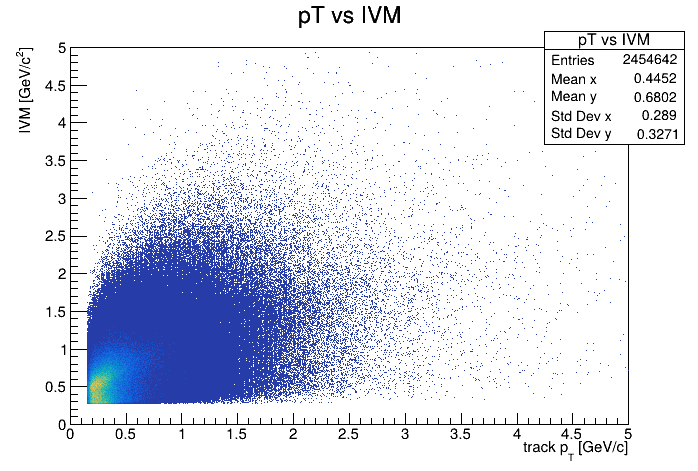 pT vs IVM
pT vs IVM
Entries 2454642
Mean x 0.4452
Mean y 0.6802
Std Dev x 0.289
Std Dev y 0.3271
IVM [GeV/c²]
5
4.5
4
3.5
3
2.5
2
1.5
1
0.5
0
0 0.5 1 1.5 2 2.5 3 3.5 4 4.5 5
track p_T [GeV/c]